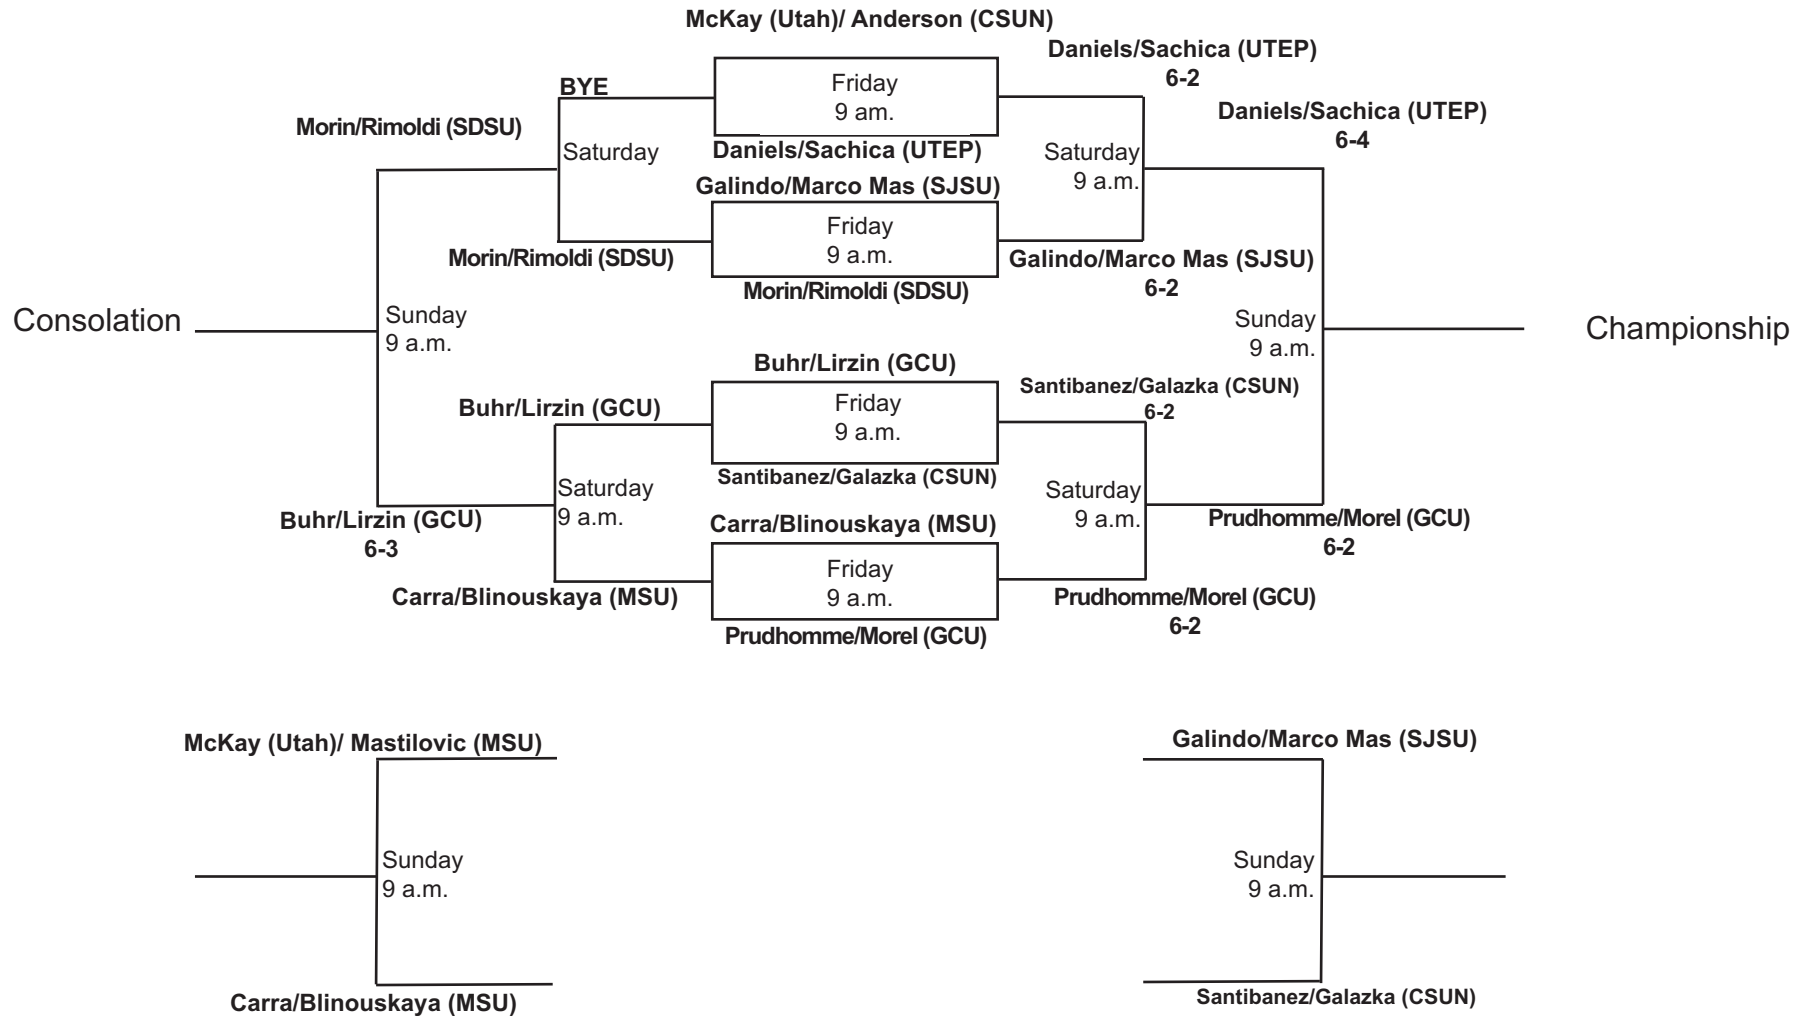 McKay (Utah)/ Anderson (CSUN)
Daniels/Sachica (UTEP)
6-2
BYE
Friday
9 am.
Daniels/Sachica (UTEP)
6-4
Morin/Rimoldi (SDSU)
Saturday
Daniels/Sachica (UTEP)
Saturday
9 a.m.
Galindo/Marco Mas (SJSU)
Friday
9 a.m.
Morin/Rimoldi (SDSU)
Galindo/Marco Mas (SJSU)
6-2
Morin/Rimoldi (SDSU)
Consolation
Sunday
9 a.m.
Sunday
9 a.m.
Championship
Buhr/Lirzin (GCU)
Santibanez/Galazka (CSUN)
6-2
Buhr/Lirzin (GCU)
Friday
9 a.m.
Santibanez/Galazka (CSUN)
Saturday
9 a.m.
Saturday
9 a.m.
Buhr/Lirzin (GCU)
6-3
Carra/Blinouskaya (MSU)
Prudhomme/Morel (GCU)
6-2
Friday
9 a.m.
Carra/Blinouskaya (MSU)
Prudhomme/Morel (GCU)
6-2
Prudhomme/Morel (GCU)
McKay (Utah)/ Mastilovic (MSU)
Galindo/Marco Mas (SJSU)
Sunday
9 a.m.
Sunday
9 a.m.
Carra/Blinouskaya (MSU)
Santibanez/Galazka (CSUN)